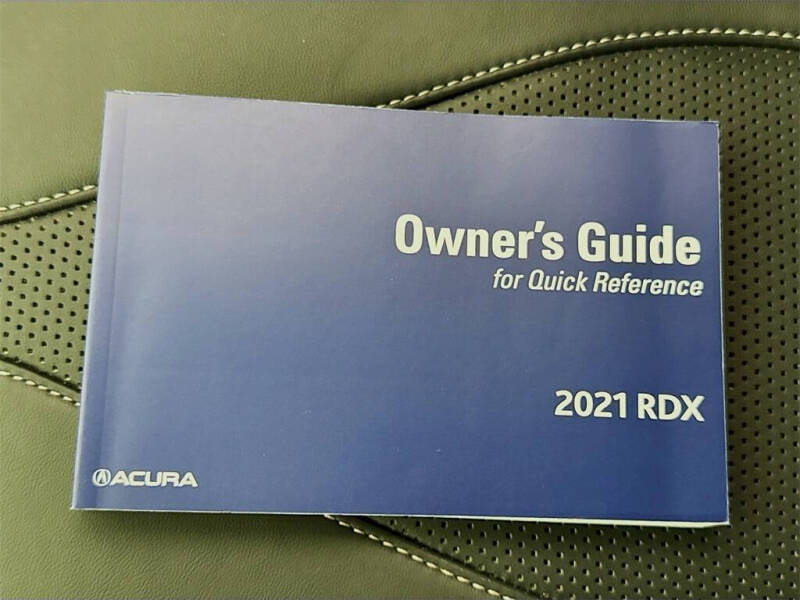 Owner's Guide
for Quick Reference
2021 RDX
ACURA